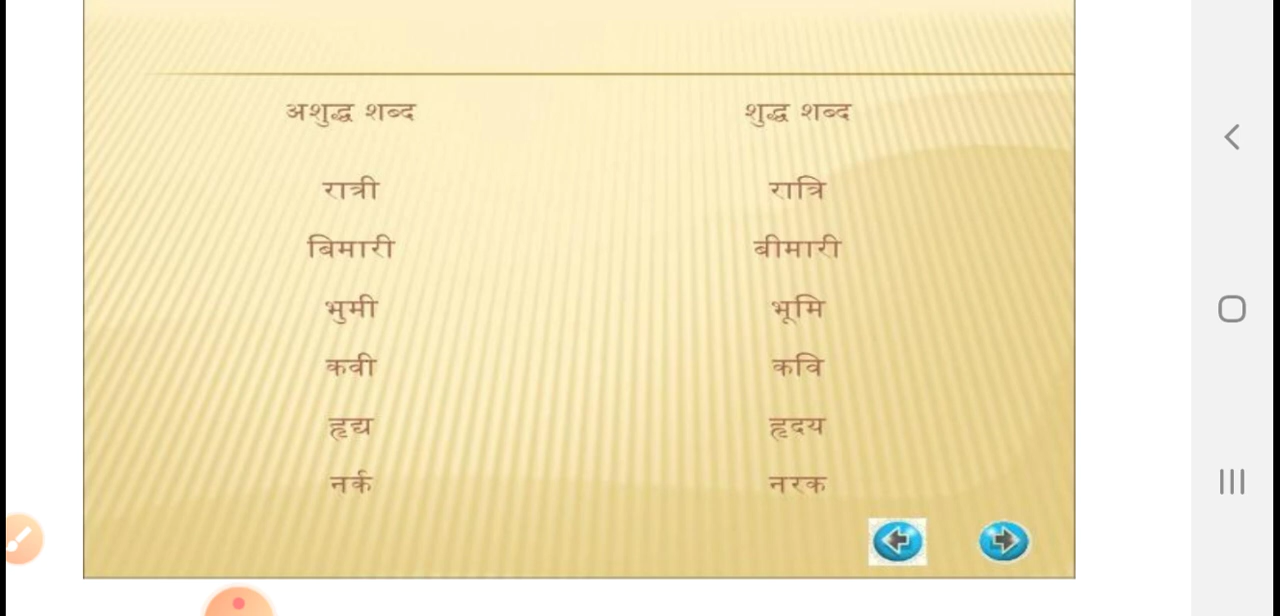 अशुद्ध शब्द शुद्ध शब्द
रात्री रात्रि
बिमारी बीमारी
भुमी भूमि
कवी कवि
हृद्य हृदय
नर्क नरक